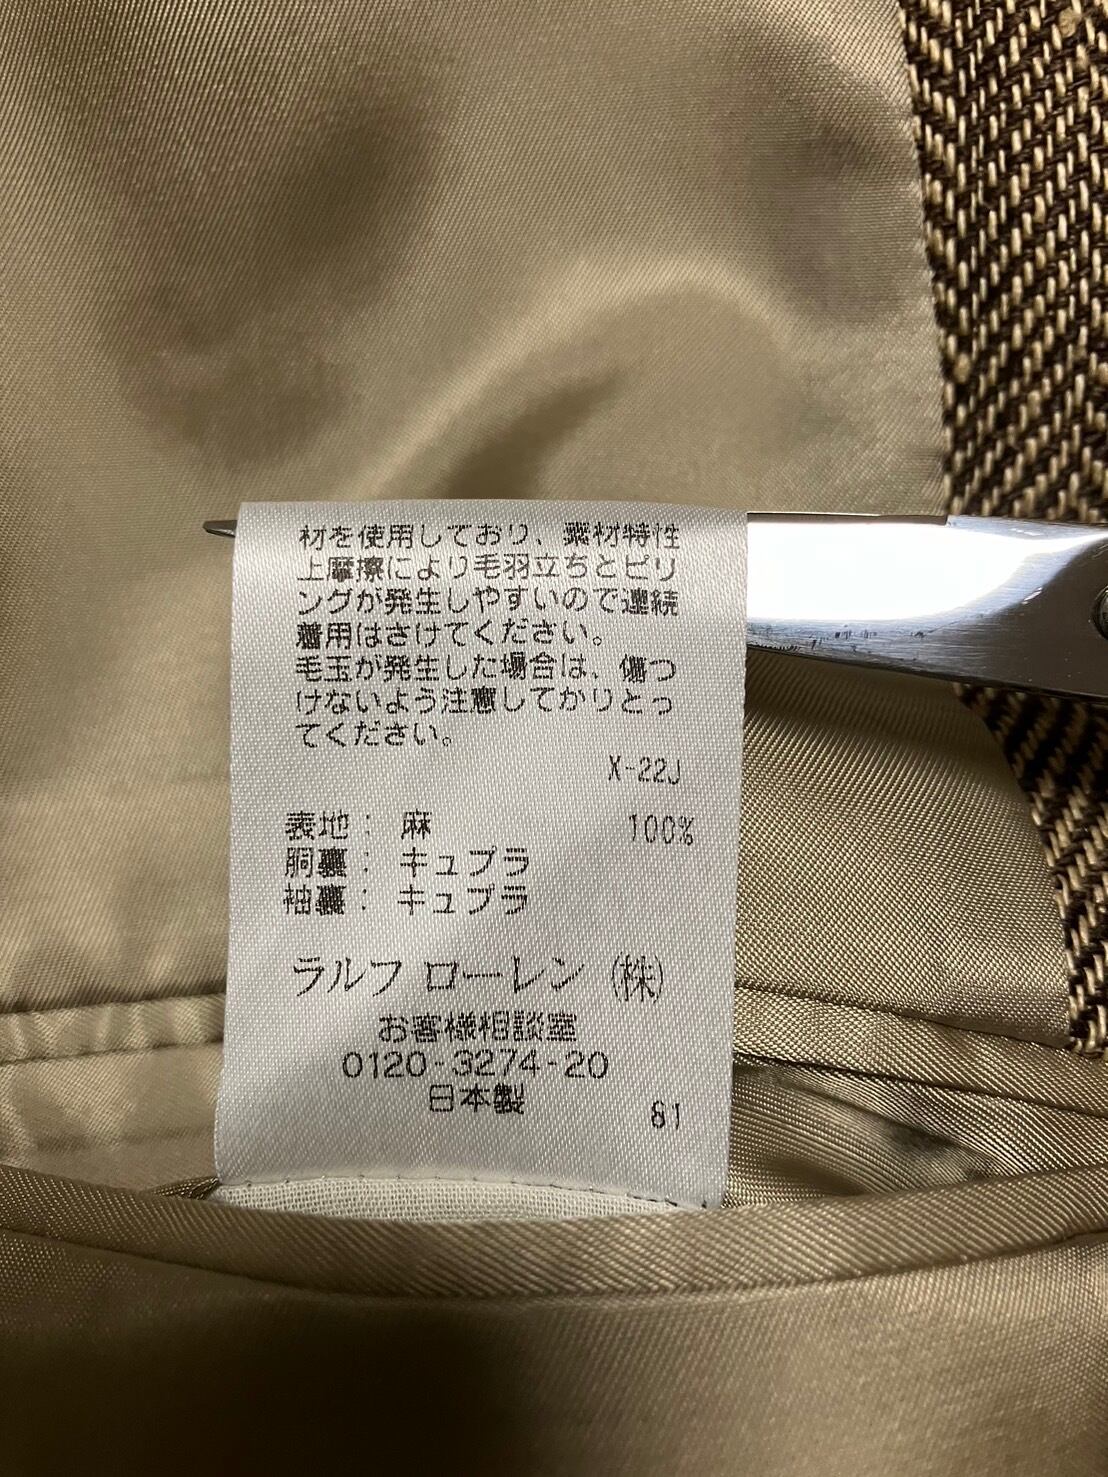 材を使用しており、素材特性
上摩擦により毛羽立ちとピリ
ングが発生しやすいので連続
着用はさけてください。
毛玉が発生した場合は、傷つ
けないよう注意してかりとっ
てください。
X-22J
表地： 麻 100%
胴裏： キュプラ
袖裏： キュプラ
ラルフ ローレン (株)
お客様相談室
0120-3274-20
日本製
81